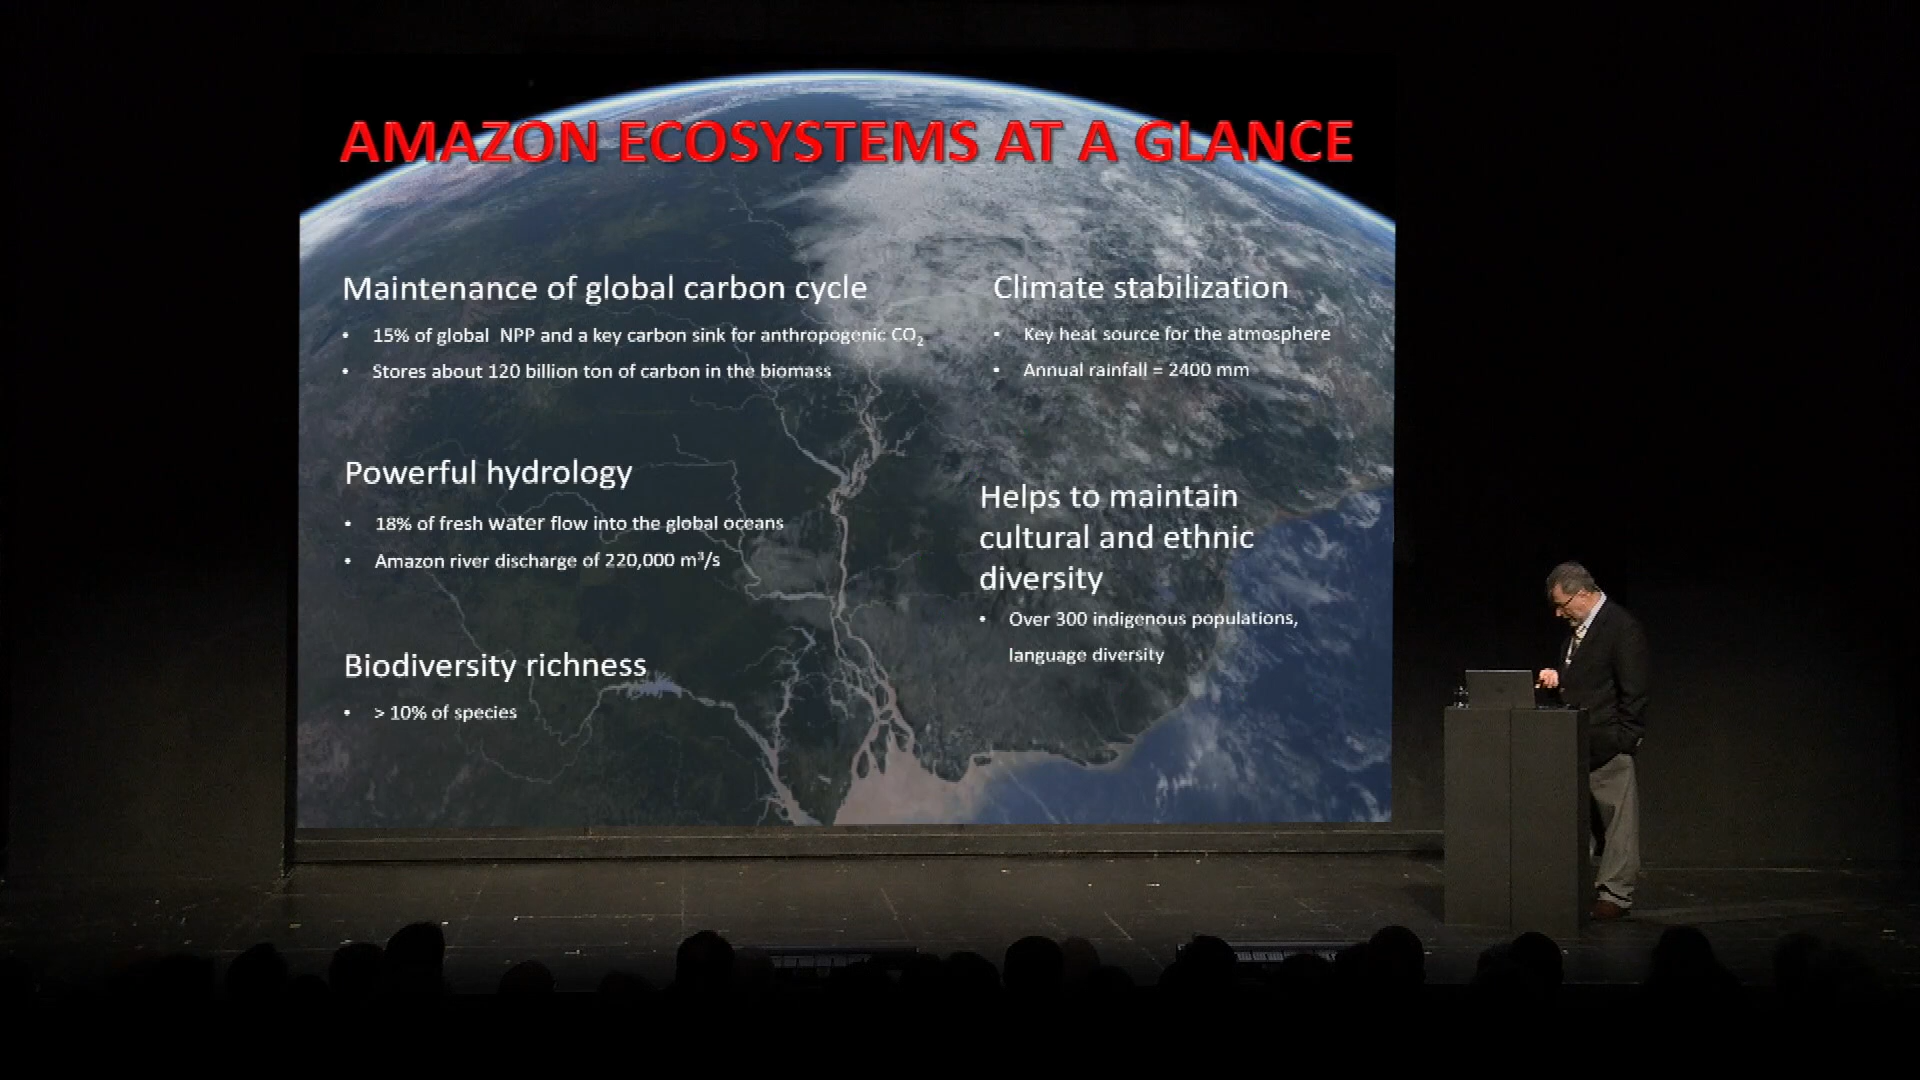 AMAZON ECOSYSTEMS AT A GLANCE
Maintenance of global carbon cycle
• 15% of global NPP and a key carbon sink for anthropogenic CO₂
• Stores about 120 billion ton of carbon in the biomass
Powerful hydrology
• 18% of fresh water flow into the global oceans
• Amazon river discharge of 220,000 m³/s
Biodiversity richness
• > 10% of species
Climate stabilization
• Key heat source for the atmosphere
• Annual rainfall = 2400 mm
Helps to maintain
cultural and ethnic
diversity
• Over 300 indigenous populations,
language diversity